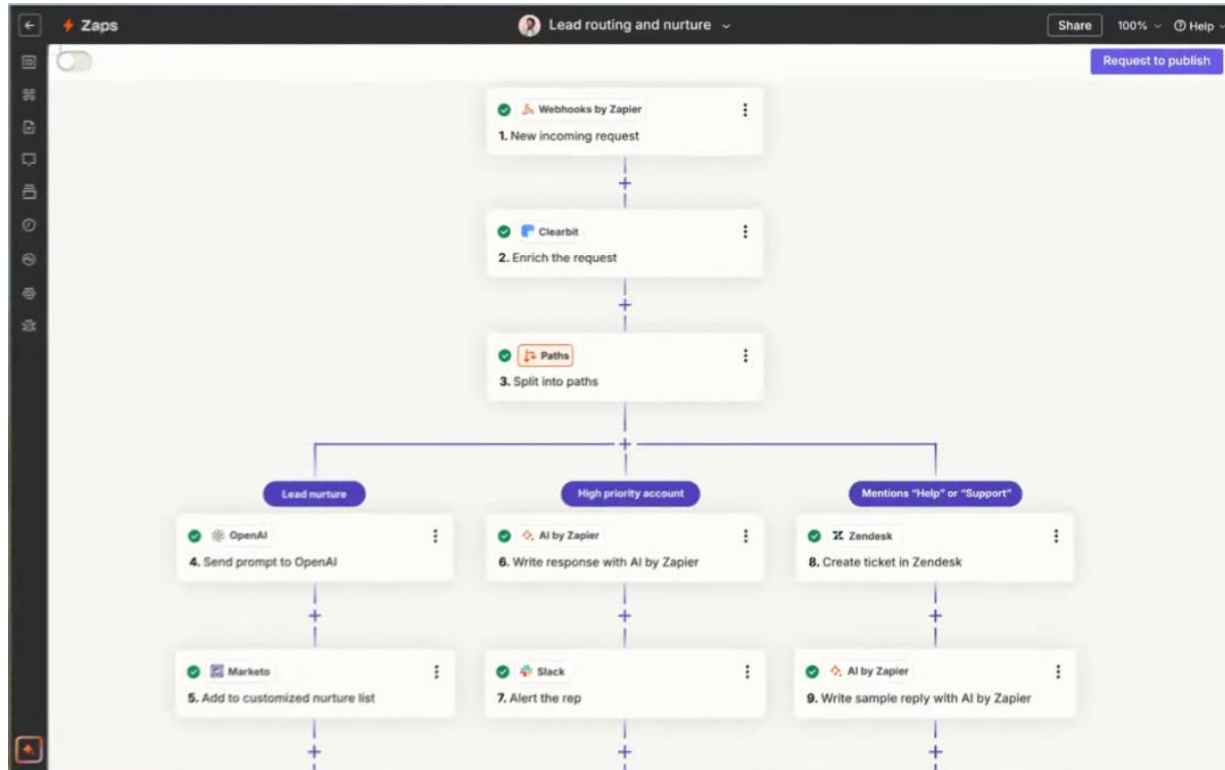 Zaps
Lead routing and nurture
Share
100%
Help
Request to publish
Webhooks by Zapier
1. New incoming request
Clearbit
2. Enrich the request
Paths
3. Split into paths
Lead nurture
High priority account
Mentions “Help” or “Support”
OpenAI
4. Send prompt to OpenAI
AI by Zapier
6. Write response with AI by Zapier
Zendesk
8. Create ticket in Zendesk
Marketo
5. Add to customized nurture list
Slack
7. Alert the rep
AI by Zapier
9. Write sample reply with AI by Zapier